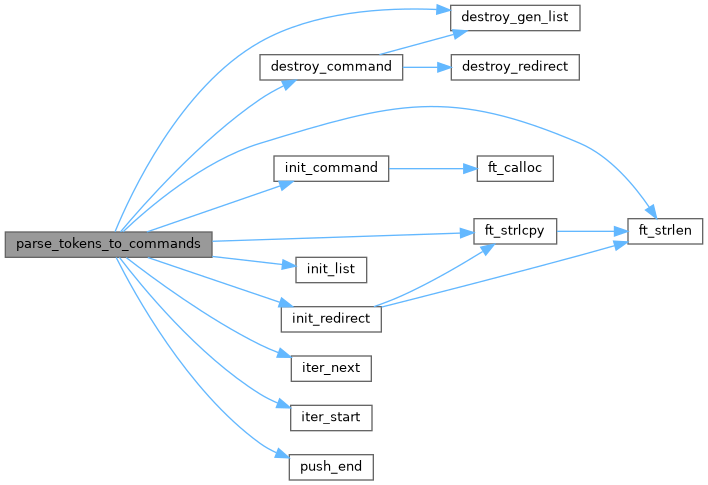 destroy_gen_list
destroy_command
destroy_redirect
init_command
ft_calloc
parse_tokens_to_commands
ft_strlcpy
ft_strlen
init_list
init_redirect
iter_next
iter_start
push_end